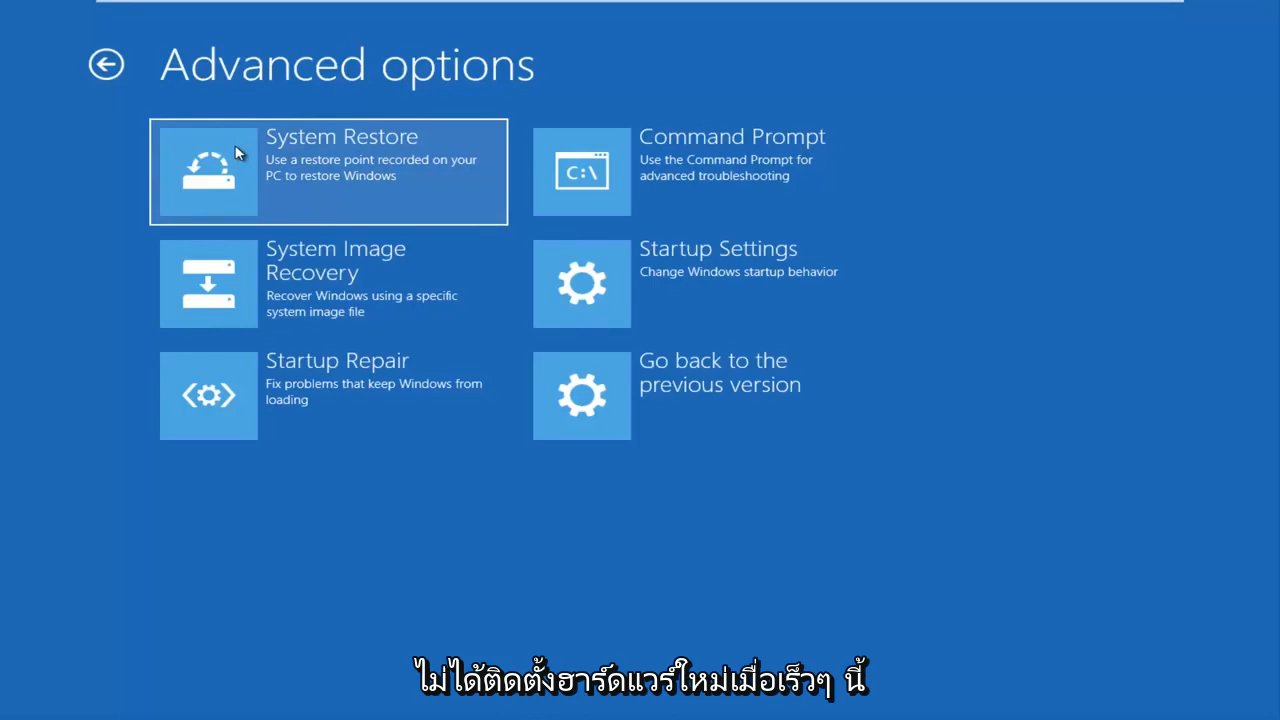 Advanced options
System Restore
Use a restore point recorded on your
PC to restore Windows
Command Prompt
Use the Command Prompt for
advanced troubleshooting
C:\
System Image
Recovery
Recover Windows using a specific
system image file
Startup Settings
Change Windows startup behavior
Startup Repair
Fix problems that keep Windows from
loading
Go back to the
previous version
ไม่ได้ติดตั้งฮาร์ดแวร์ใหม่เมื่อเร็วๆ นี้